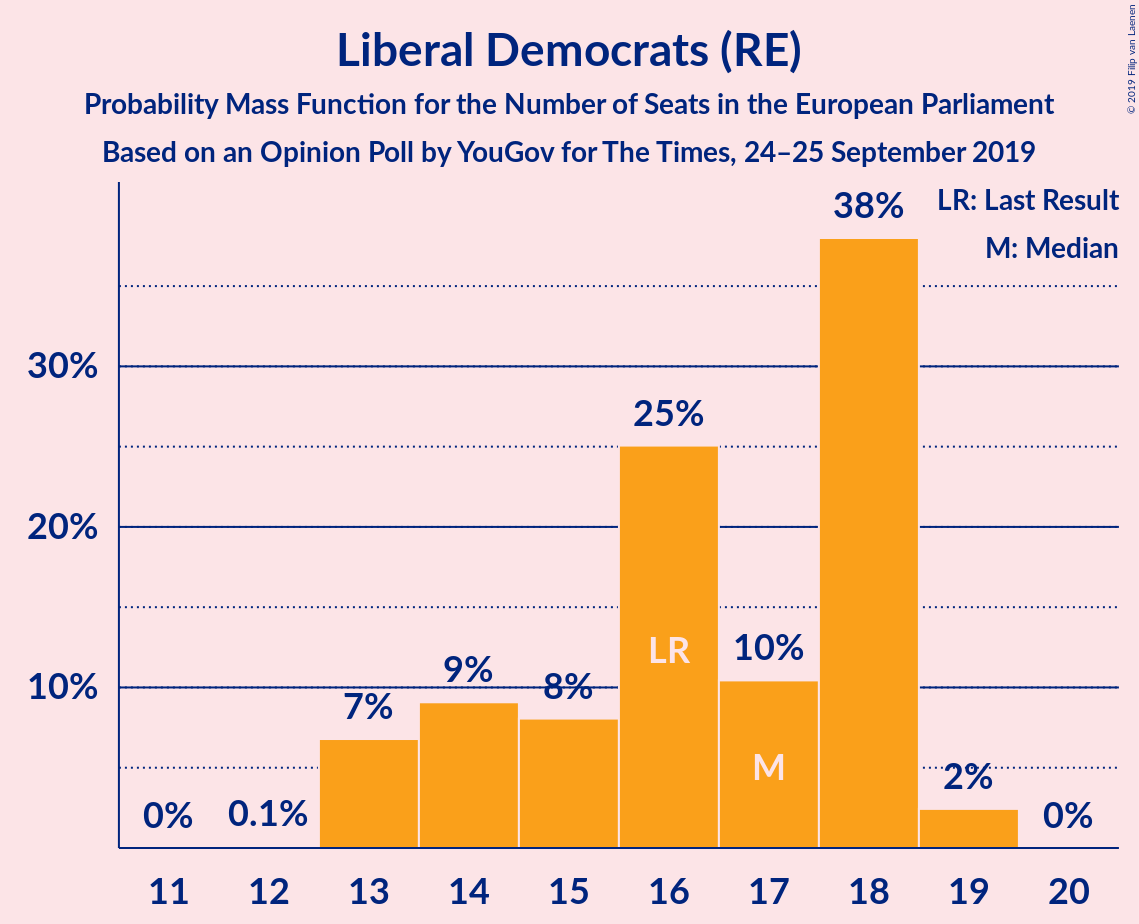 Liberal Democrats (RE)
Probability Mass Function for the Number of Seats in the European Parliament
Based on an Opinion Poll by YouGov for The Times, 24–25 September 2019
© 2019 Filip van Laenen
LR: Last Result
M: Median
38%
30%
25%
20%
LR
10%
10%
9%
8%
7%
M
2%
0%
0.1%
0%
11 12 13 14 15 16 17 18 19 20